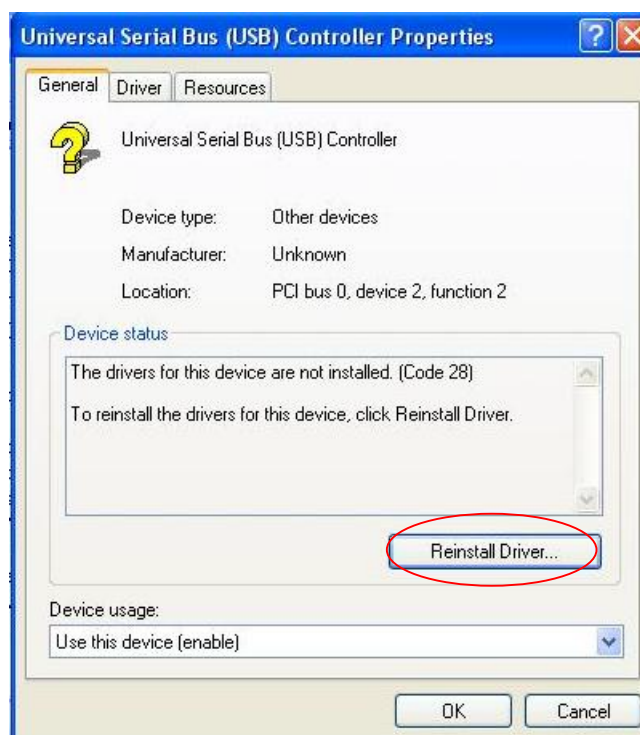 Universal Serial Bus (USB) Controller Properties
General Driver Resources
Universal Serial Bus (USB) Controller
Device type: Other devices
Manufacturer: Unknown
Location: PCI bus 0, device 2, function 2
Device status
The drivers for this device are not installed. (Code 28)
To reinstall the drivers for this device, click Reinstall Driver.
Reinstall Driver...
Device usage:
Use this device (enable)
OK Cancel